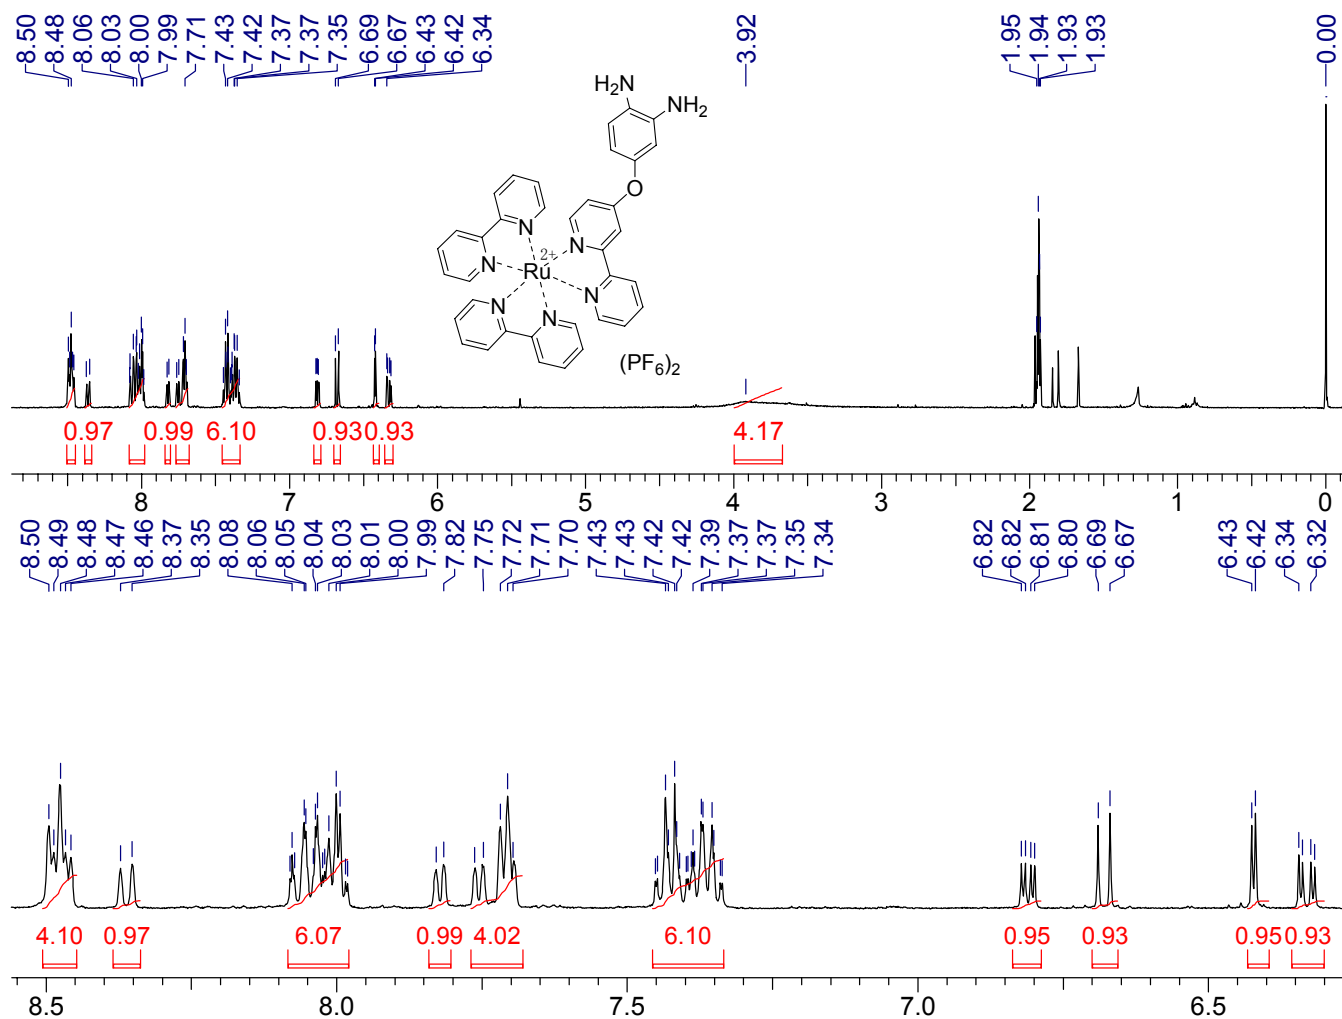 8.50 8.48 8.06 8.03 8.00 7.99 7.71 7.43 7.42 7.37 7.37 7.35 6.69 6.67 6.43 6.42 6.34 3.92 1.95 1.94 1.93 1.93 0.00
H2N
NH2
O
N N
2+
N Ru
N N
N
(PF6)2
0.97 0.99 6.10 0.93 0.93 4.17
8 7 6 5 4 3 2 1 0
8.50 8.49 8.48 8.47 8.46 8.37 8.35 8.08 8.06 8.05 8.04 8.03 8.01 8.00 7.99 7.82 7.75 7.72 7.71 7.70 7.43 7.43 7.42 7.42 7.39 7.37 7.37 7.35 7.34 6.82 6.82 6.81 6.80 6.69 6.67 6.43 6.42 6.34 6.32
4.10 0.97 6.07 0.99 4.02 6.10 0.95 0.93 0.95 0.93
8.5 8.0 7.5 7.0 6.5